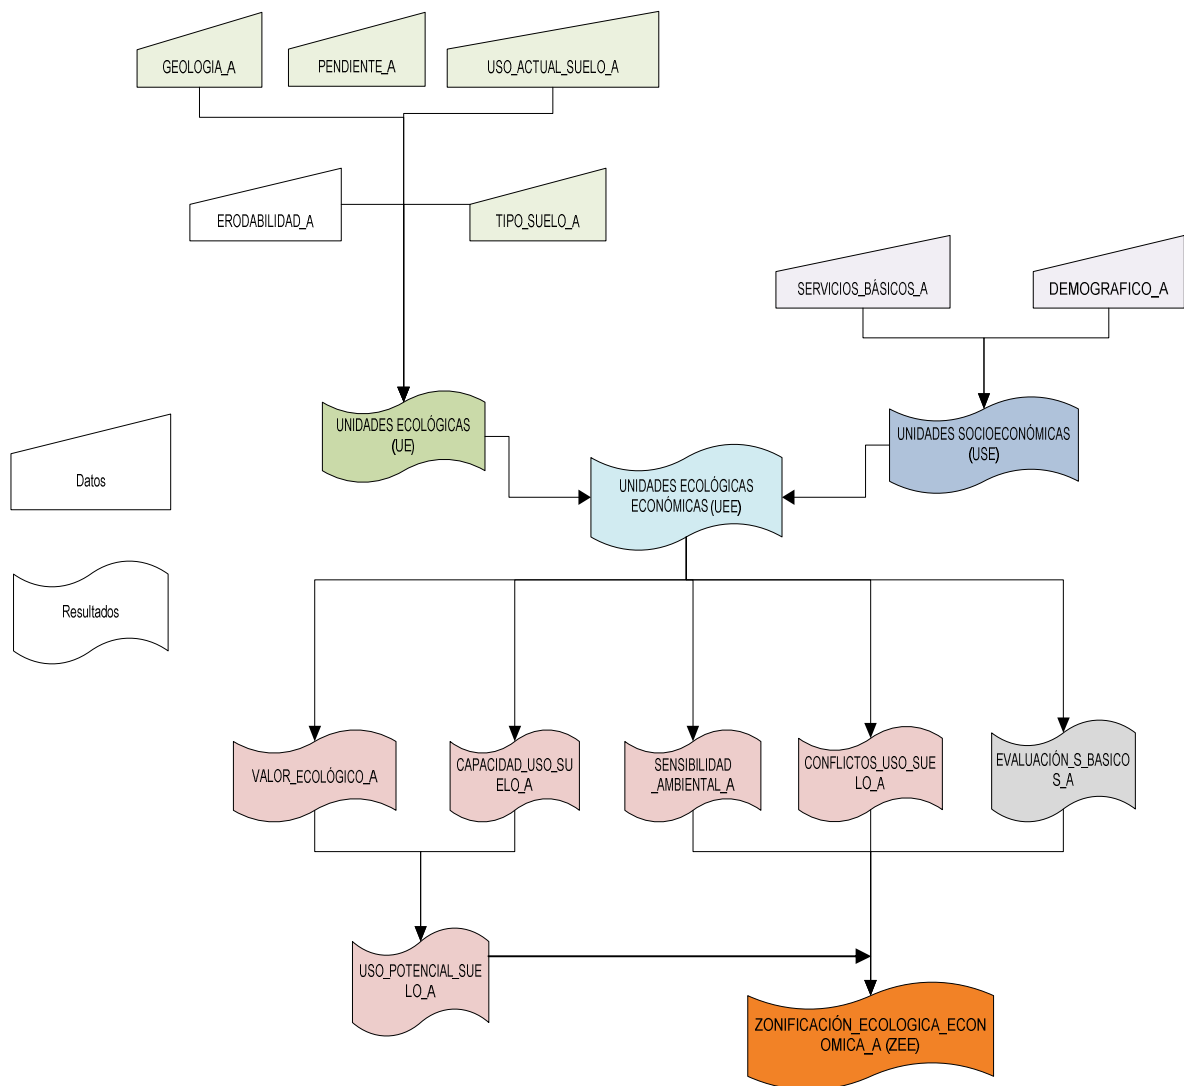 GEOLOGIA_A
PENDIENTE_A
USO_ACTUAL_SUELO_A
ERODABILIDAD_A
TIPO_SUELO_A
SERVICIOS_BÁSICOS_A
DEMOGRAFICO_A
UNIDADES ECOLÓGICAS
(UE)
UNIDADES SOCIOECONÓMICAS
(USE)
Datos
UNIDADES ECOLÓGICAS
ECONÓMICAS (UEE)
Resultados
VALOR_ECOLÓGICO_A
CAPACIDAD_USO_SU
ELO_A
SENSIBILIDAD
_AMBIENTAL_A
CONFLICTOS_USO_SUE
LO_A
EVALUACIÓN_S_BASICO
S_A
USO_POTENCIAL_SUE
LO_A
ZONIFICACIÓN_ECOLOGICA_ECON
OMICA_A (ZEE)